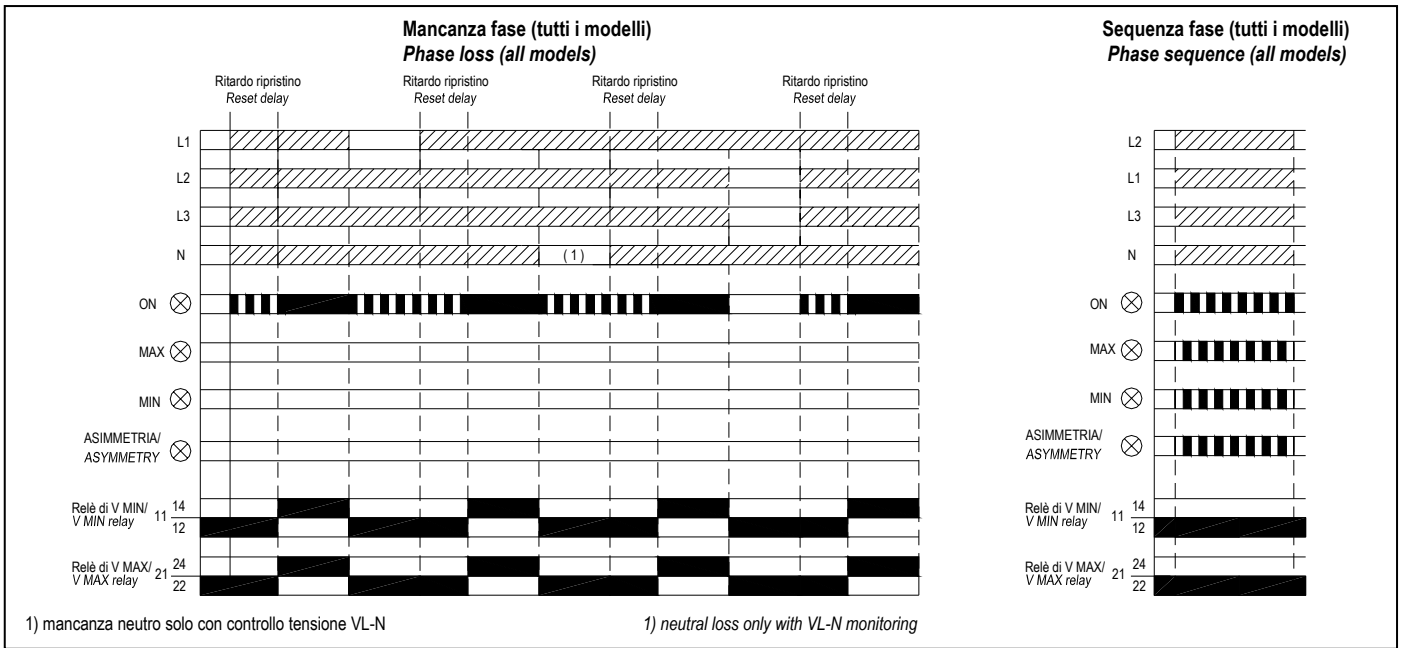 Mancanza fase (tutti i modelli)
Phase loss (all models)
Ritardo ripristino
Reset delay
Ritardo ripristino
Reset delay
Ritardo ripristino
Reset delay
Ritardo ripristino
Reset delay
L1
L2
L3
N
(1)
ON
MAX
MIN
ASIMMETRIA/
ASYMMETRY
Relè di V MIN/
V MIN relay
11
14
12
Relè di V MAX/
V MAX relay
21
24
22
1) mancanza neutro solo con controllo tensione VL-N
1) neutral loss only with VL-N monitoring
Sequenza fase (tutti i modelli)
Phase sequence (all models)
L2
L1
L3
N
ON
MAX
MIN
ASIMMETRIA/
ASYMMETRY
Relè di V MIN/
V MIN relay
11
14
12
Relè di V MAX/
V MAX relay
21
24
22